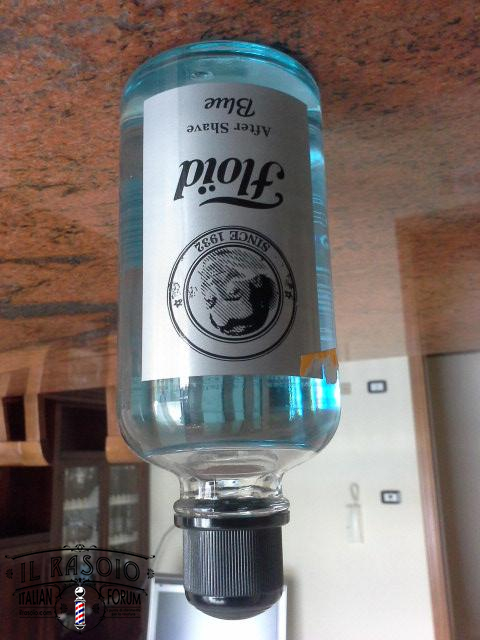 SINCE 1932
Floïd
After Shave
Blue
IL RASOIO
ITALIAN FORUM